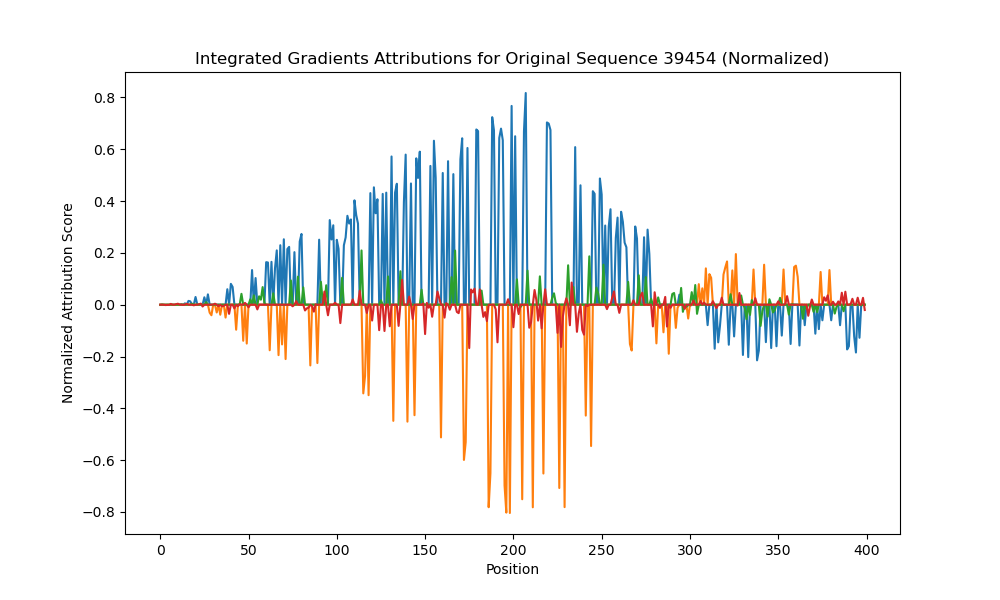 Integrated Gradients Attributions for Original Sequence 39454 (Normalized)
0.8
0.6
0.4
0.2
0.0
−0.2
−0.4
−0.6
−0.8
Normalized Attribution Score
0 50 100 150 200 250 300 350 400
Position